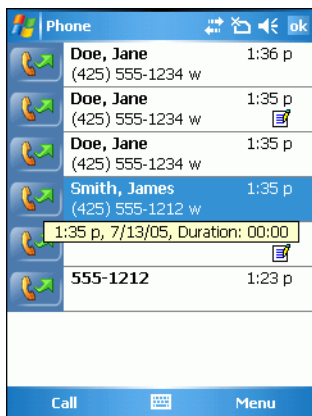 Phone ok
Doe, Jane 1:36 p
(425) 555-1234 w
Doe, Jane 1:35 p
(425) 555-1234 w
Doe, Jane 1:35 p
(425) 555-1234 w
Smith, James 1:35 p
(425) 555-1212 w
1:35 p, 7/13/05, Duration: 00:00
555-1212 1:23 p
Call Menu